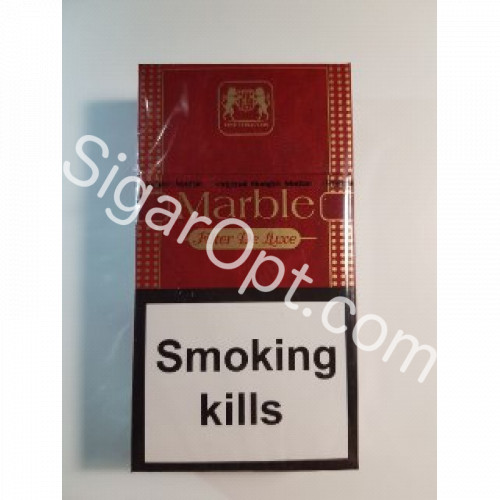 Marble
Filter De Luxe
Smoking
kills
SigarOpt.com